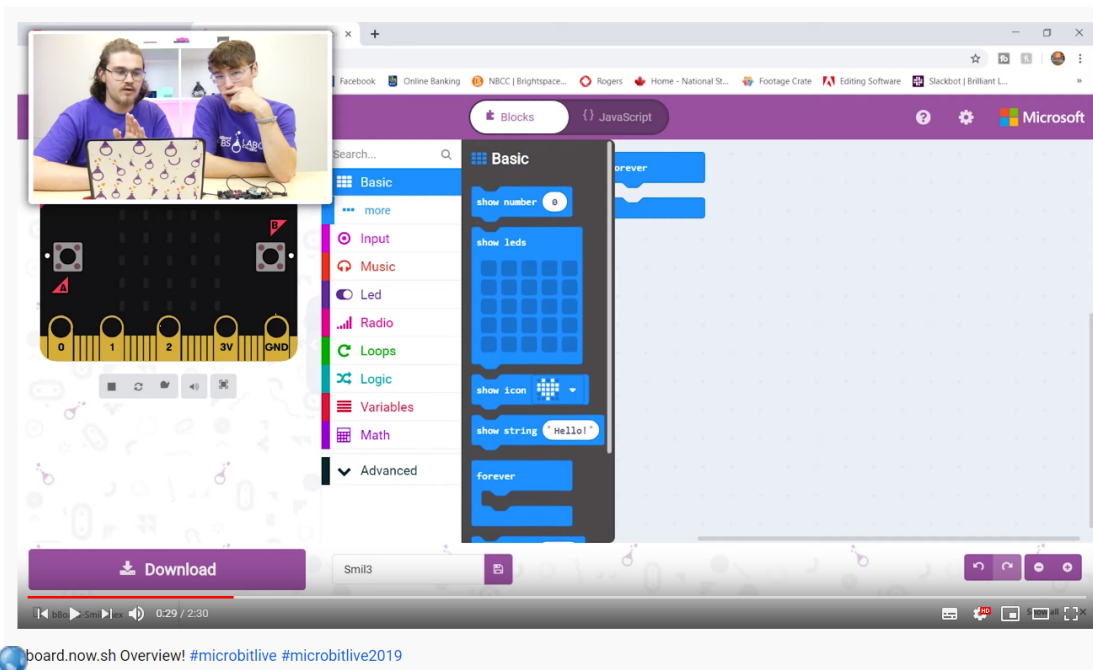 Facebook Online Banking NBCC | Brightspace... Rogers Home - National St... Footage Crate Editing Software Slackbot | Brilliant L... »
Blocks {} JavaScript ? Microsoft
LABO
Search...
Basic
more
Input
Music
Led
Radio
Loops
Logic
Variables
Math
Advanced
Basic
show number 0
show leds
show icon
show string "Hello!"
forever
orever
B
A
0 1 2 3V GND
Download
Smil3
0:29 / 2:30
HD
board.now.sh Overview! #microbitlive #microbitlive2019